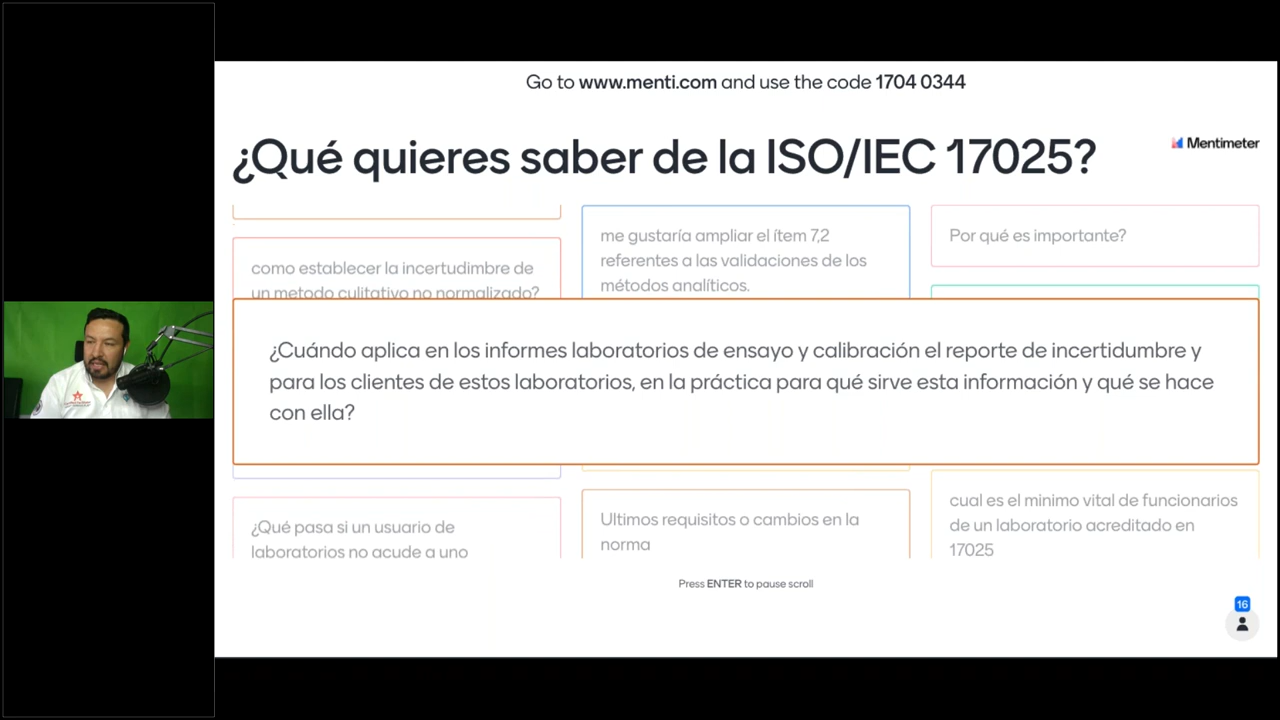 Go to www.menti.com and use the code 1704 0344
¿Qué quieres saber de la ISO/IEC 17025?
Mentimeter
como establecer la incertudimbre de
un metodo culitativo no normalizado?
me gustaría ampliar el ítem 7,2
referentes a las validaciones de los
métodos analíticos.
Por qué es importante?
¿Cuándo aplica en los informes laboratorios de ensayo y calibración el reporte de incertidumbre y
para los clientes de estos laboratorios, en la práctica para qué sirve esta información y qué se hace
con ella?
¿Qué pasa si un usuario de
laboratorios no acude a uno
Ultimos requisitos o cambios en la
norma
cual es el minimo vital de funcionarios
de un laboratorio acreditado en
17025
Press ENTER to pause scroll
16